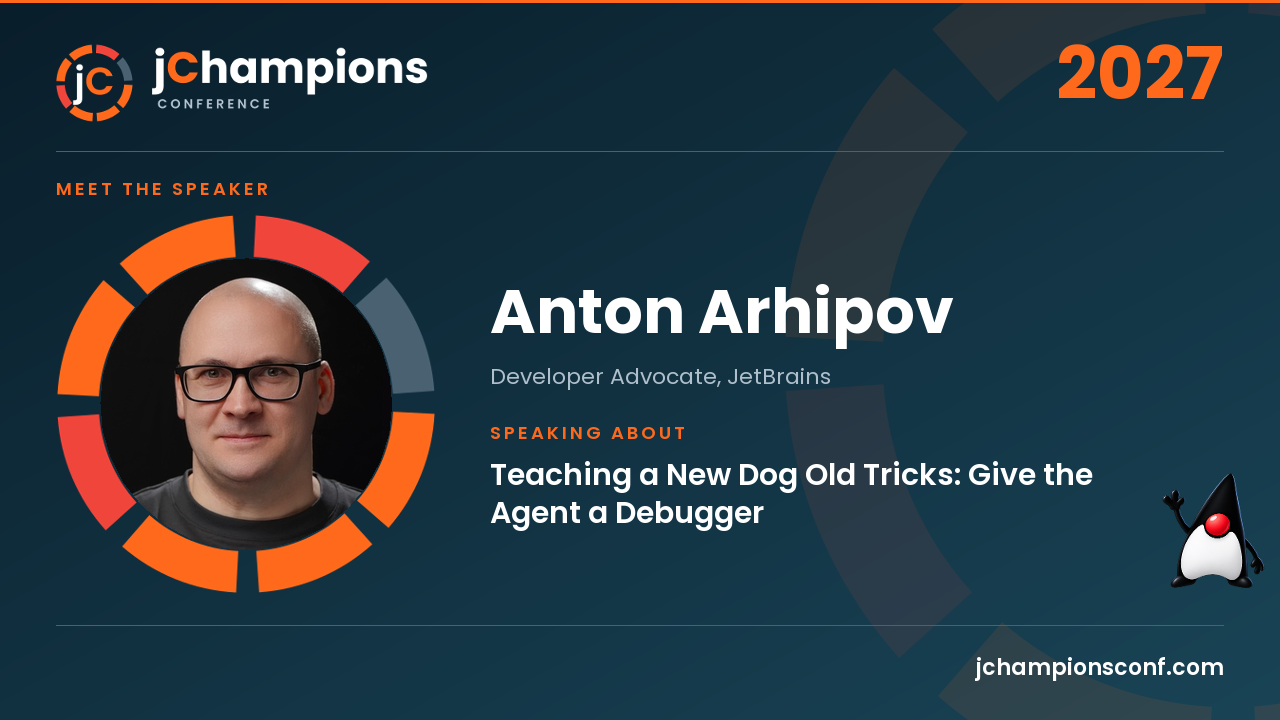 jC
jChampions
CONFERENCE
2027
MEET THE SPEAKER
Anton Arhipov
Developer Advocate, JetBrains
SPEAKING ABOUT
Teaching a New Dog Old Tricks: Give the
Agent a Debugger
jchampionsconf.com